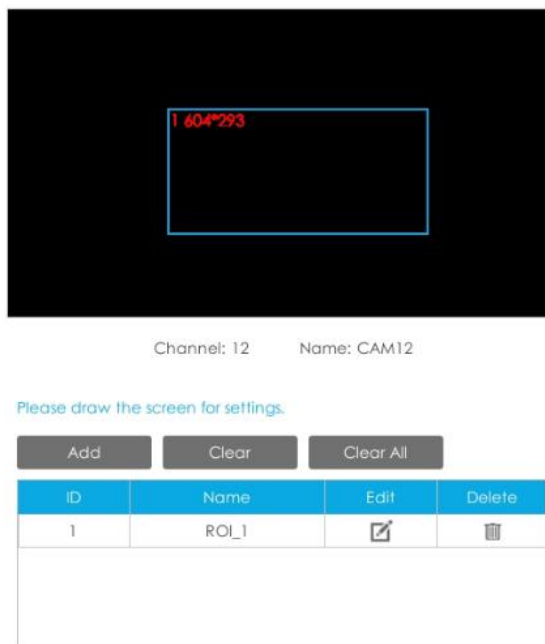 1 604*293
Channel: 12 Name: CAM12
Please draw the screen for settings.
Add Clear Clear All
ID Name Edit Delete
1 ROI_1